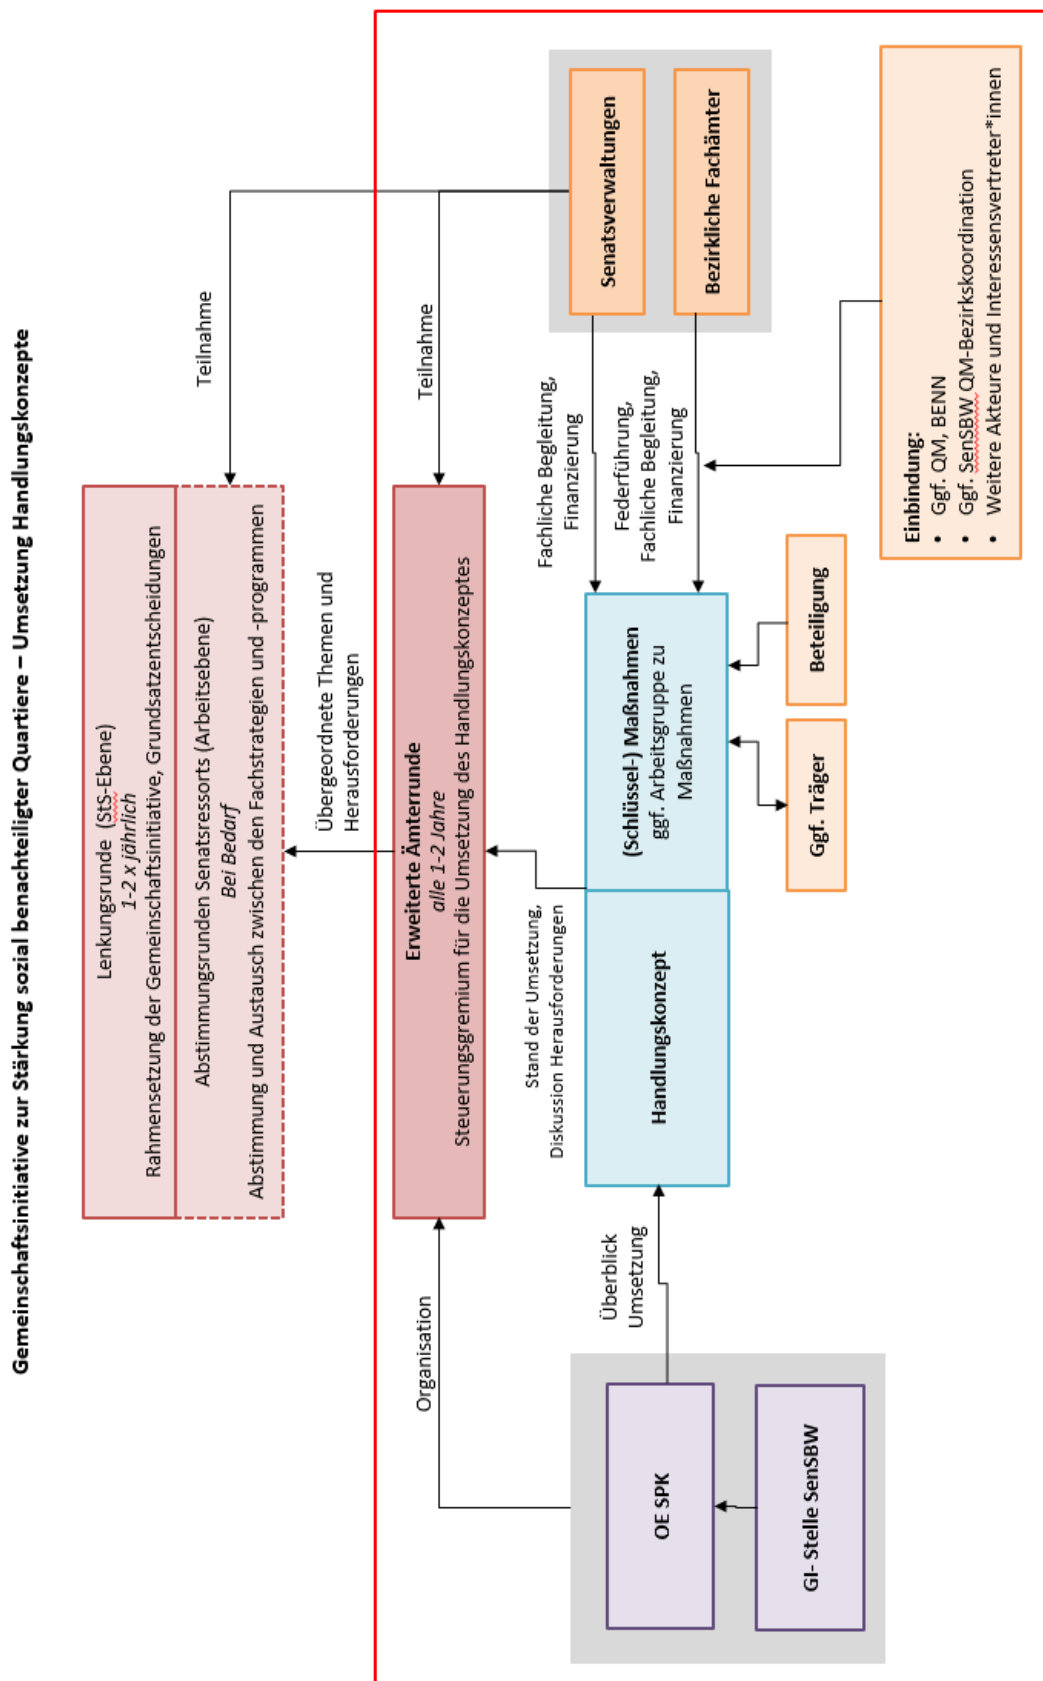 Gemeinschaftsinitiative zur Stärkung sozial benachteiligter Quartiere – Umsetzung Handlungskonzepte
Lenkungsrunde (StS-Ebene)
1-2 x jährlich
Rahmensetzung der Gemeinschaftsinitiative, Grundsatzentscheidungen
Abstimmungsrunden Senatsressorts (Arbeitsebene)
Bei Bedarf
Abstimmung und Austausch zwischen den Fachstrategien und -programmen
Teilnahme
Übergeordnete Themen und
Herausforderungen
Organisation
Erweiterte Ämterrunde
alle 1-2 Jahre
Steuerungsgremium für die Umsetzung des Handlungskonzeptes
Teilnahme
Stand der Umsetzung,
Diskussion Herausforderungen
Fachliche Begleitung,
Finanzierung
Senatsverwaltungen
Überblick
Umsetzung
OE SPK
Handlungskonzept
(Schlüssel-) Maßnahmen
ggf. Arbeitsgruppe zu
Maßnahmen
Federführung,
Fachliche Begleitung,
Finanzierung
Bezirkliche Fachämter
GI- Stelle SenSBW
Ggf. Träger
Beteiligung
Einbindung:
• Ggf. QM, BENN
• Ggf. SenSBW QM-Bezirkskoordination
• Weitere Akteure und Interessensvertreter*innen